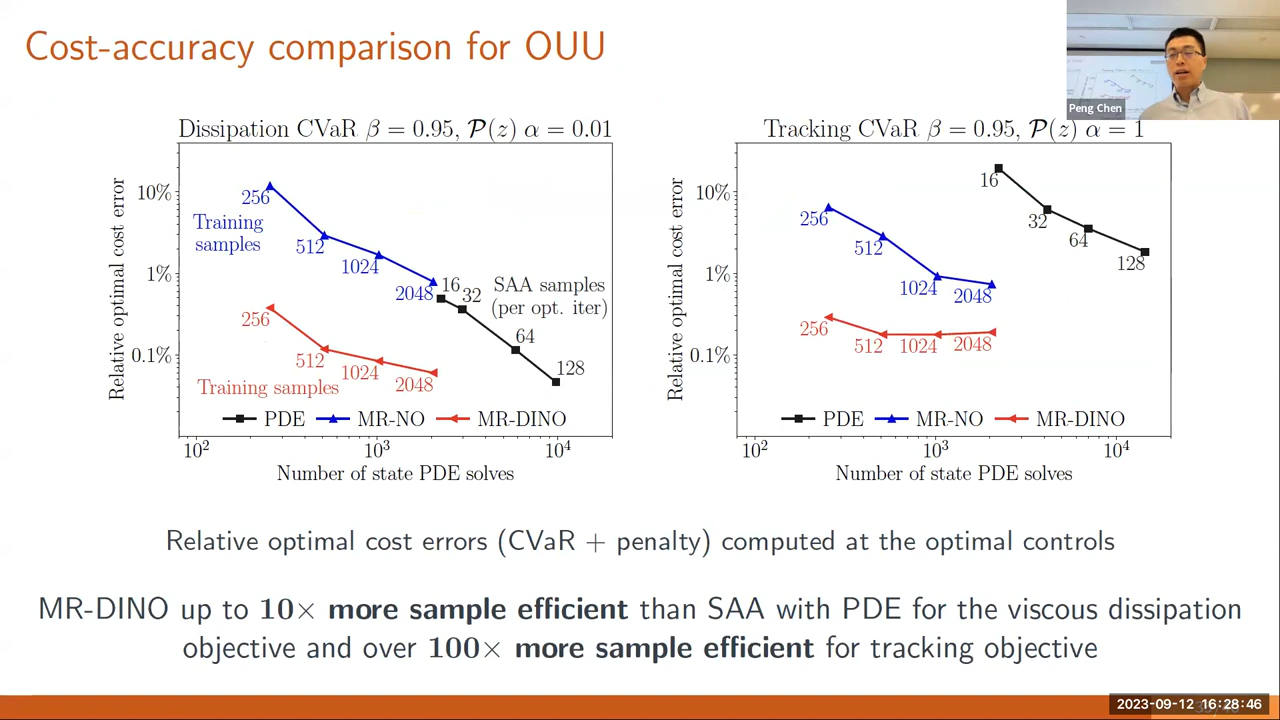 Cost-accuracy comparison for OUU
Peng Chen
Dissipation CVaR β = 0.95, 𝒫(z) α = 0.01
Relative optimal cost error
10%
1%
0.1%
256
Training
samples
512
1024
2048
16
32
SAA samples
(per opt. iter)
64
128
256
512
1024
2048
Training samples
PDE MR-NO MR-DINO
10² 10³ 10⁴
Number of state PDE solves
Tracking CVaR β = 0.95, 𝒫(z) α = 1
Relative optimal cost error
10%
1%
0.1%
16
32
64
128
256
512
1024
2048
256
512
1024
2048
PDE MR-NO MR-DINO
10² 10³ 10⁴
Number of state PDE solves
Relative optimal cost errors (CVaR + penalty) computed at the optimal controls
MR-DINO up to 10× more sample efficient than SAA with PDE for the viscous dissipation
objective and over 100× more sample efficient for tracking objective
2023-09-12 16:28:46